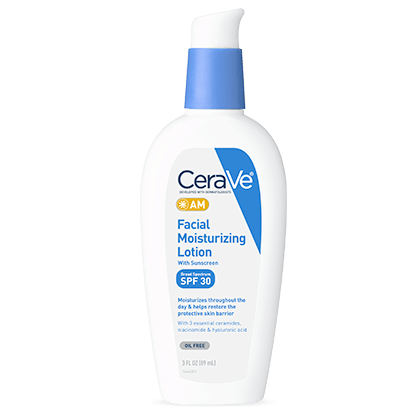 CeraVe®
DEVELOPED WITH DERMATOLOGISTS
AM
Facial
Moisturizing
Lotion
With Sunscreen
Broad Spectrum
SPF 30
Moisturizes throughout the
day & helps restore the
protective skin barrier
With 3 essential ceramides,
niacinamide & hyaluronic acid
OIL FREE
3 FL OZ (89 mL)